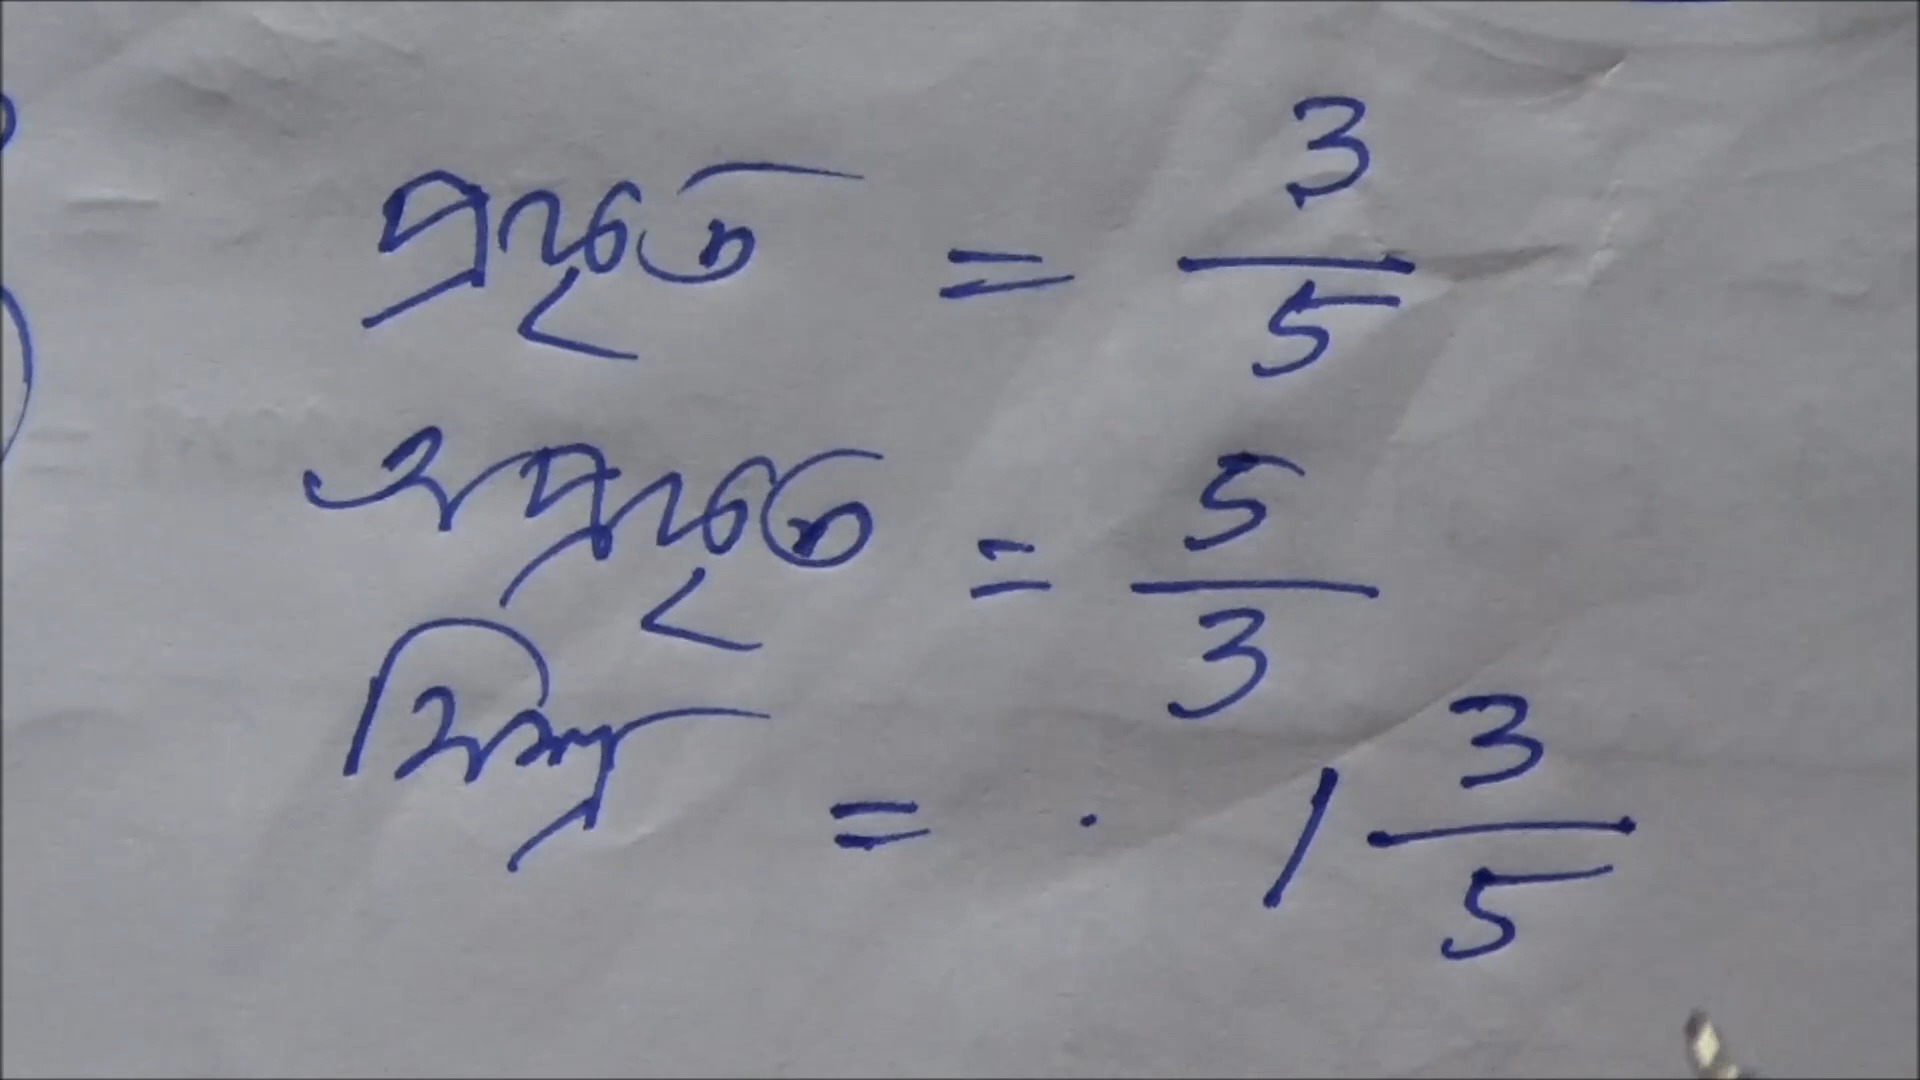 প্রকৃত = 3/5
অপ্রকৃত = 5/3
মিশ্র = 1 3/5